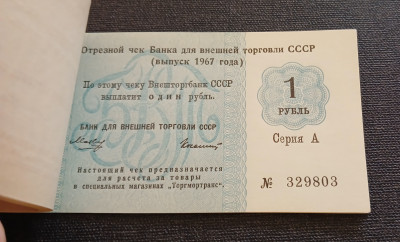 Отрезной чек Банка для внешней торговли СССР
(выпуск 1967 года)
По этому чеку Внешторгбанк СССР
выплатит один рубль.
1
РУБЛЬ
БАНК ДЛЯ ВНЕШНЕЙ ТОРГОВЛИ СССР
Серия А
Настоящий чек предназначается
для расчета за товары
в специальных магазинах „Торгмортранс".
№ 329803